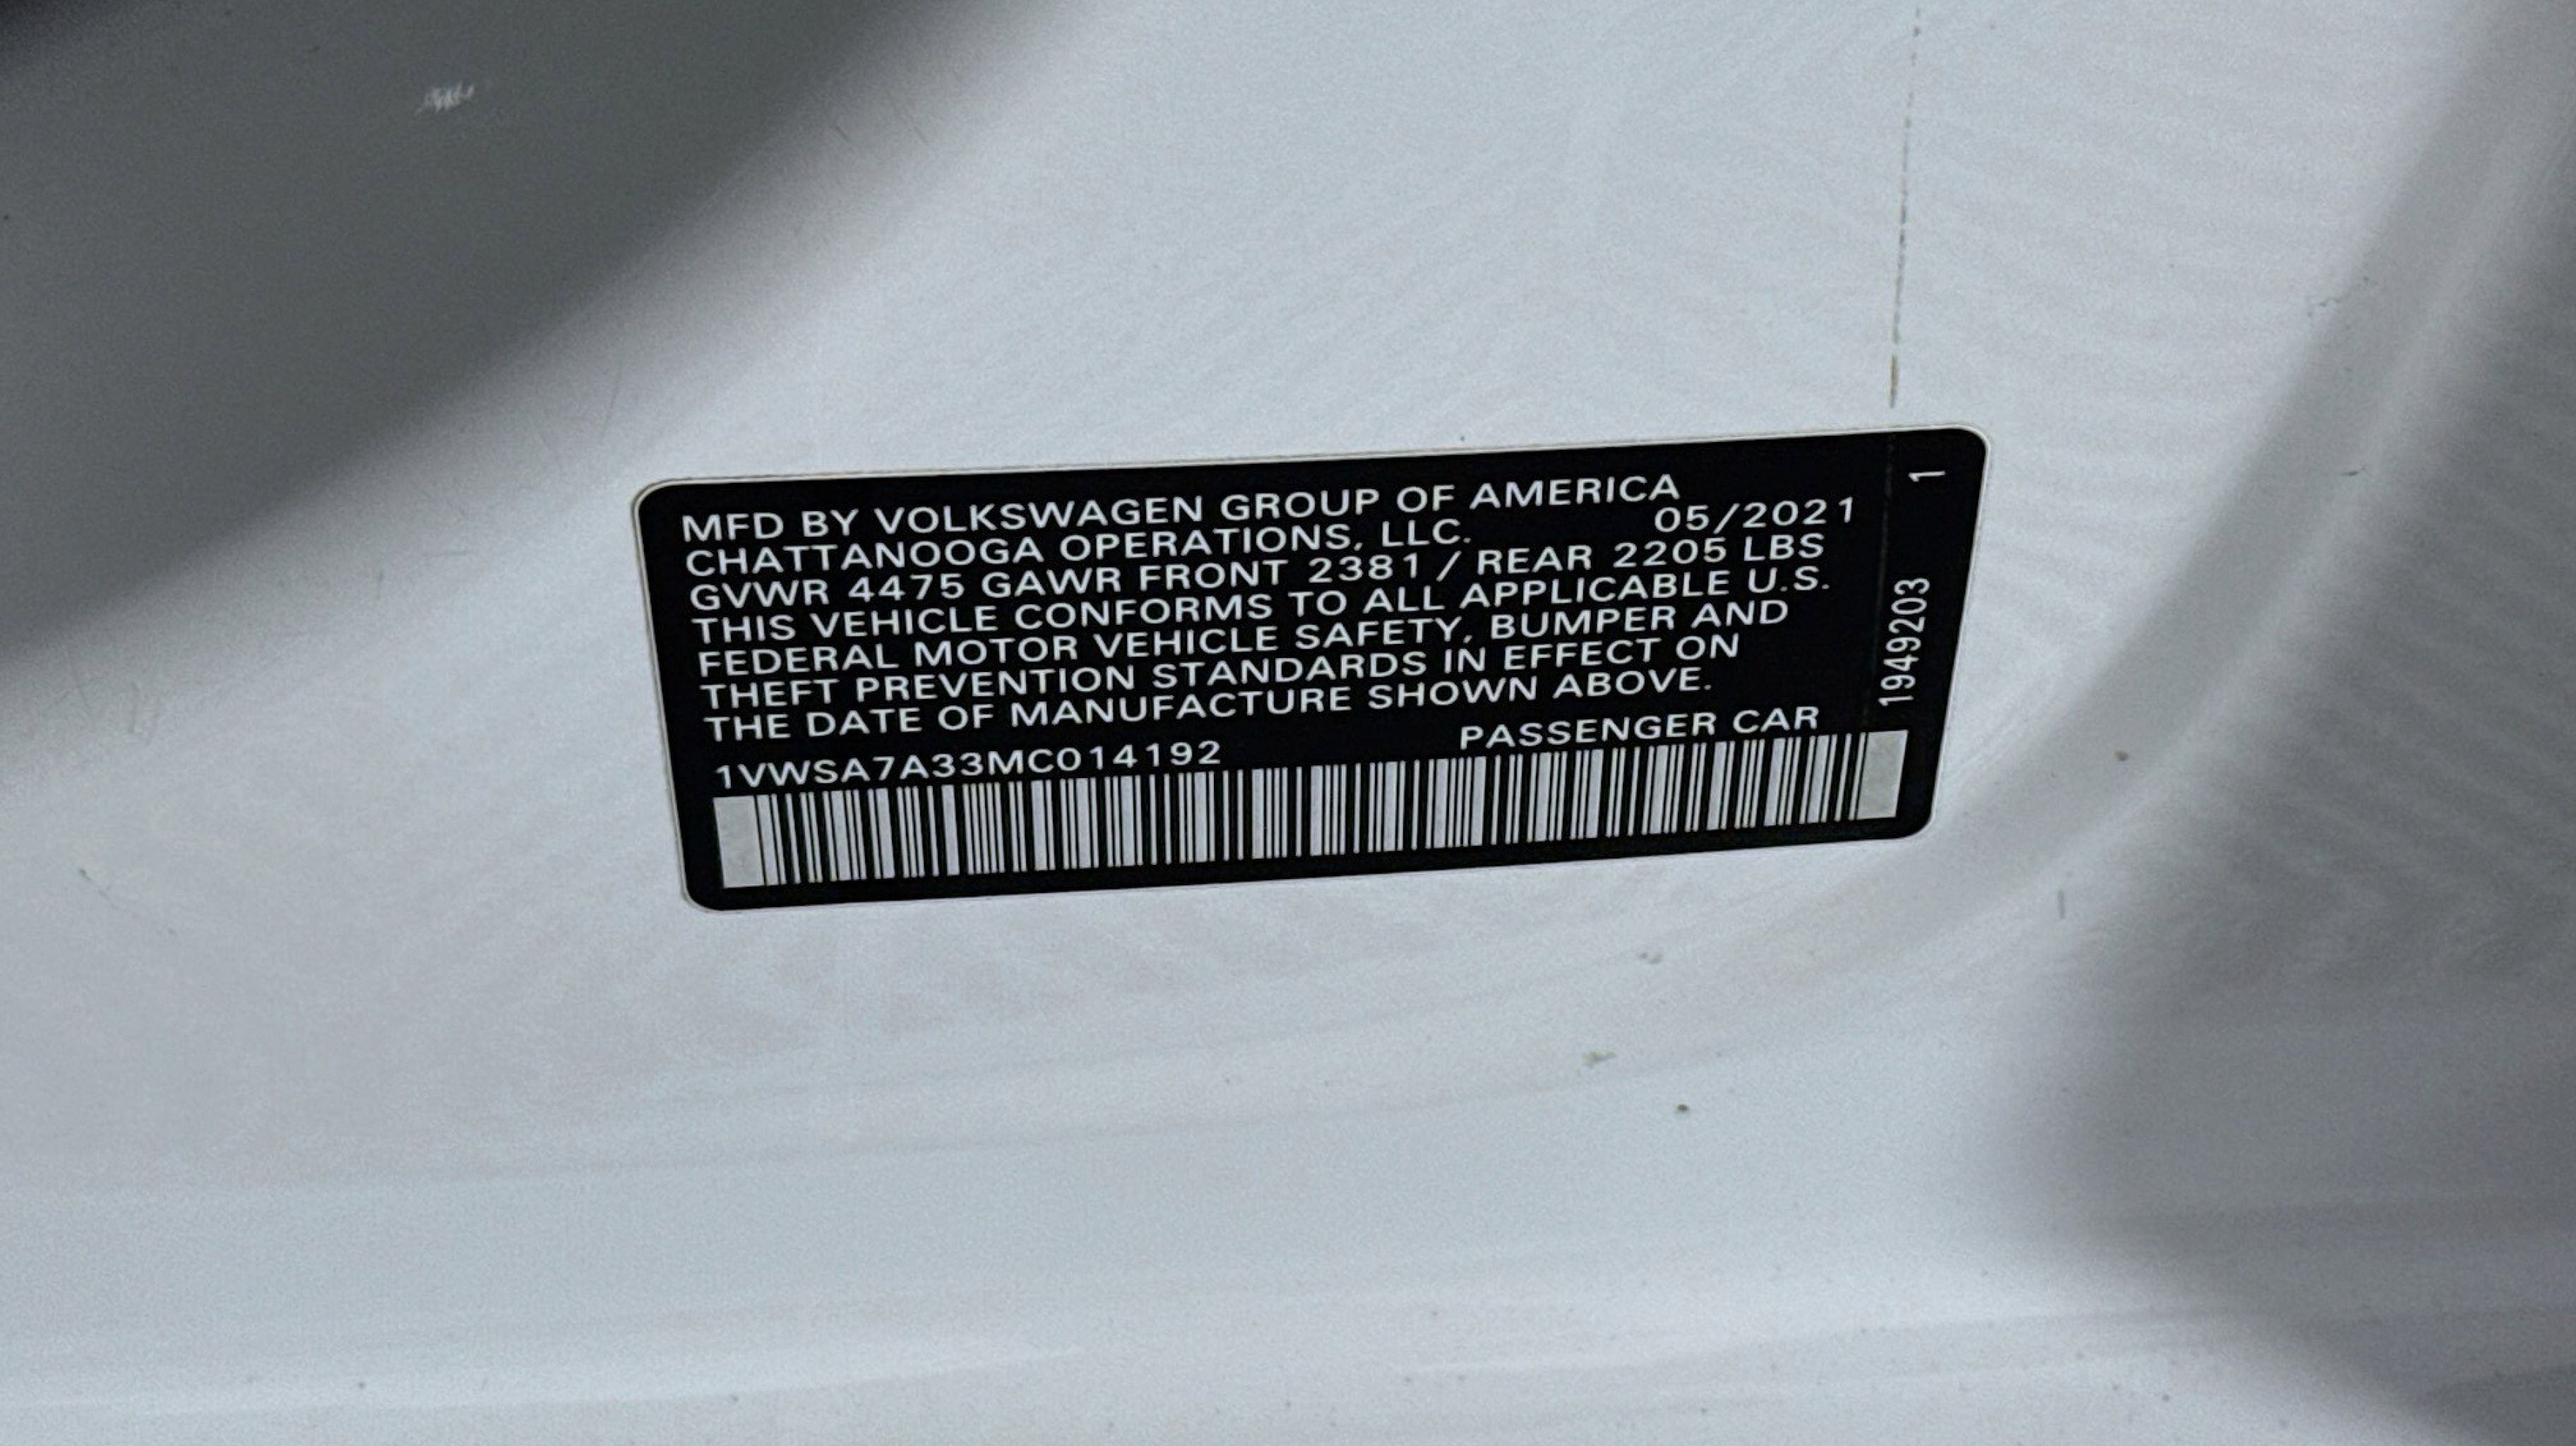 MFD BY VOLKSWAGEN GROUP OF AMERICA
CHATTANOOGA OPERATIONS, LLC. 05/2021
GVWR 4475 GAWR FRONT 2381 / REAR 2205 LBS
THIS VEHICLE CONFORMS TO ALL APPLICABLE U.S.
FEDERAL MOTOR VEHICLE SAFETY, BUMPER AND
THEFT PREVENTION STANDARDS IN EFFECT ON
THE DATE OF MANUFACTURE SHOWN ABOVE.
PASSENGER CAR
1VWSA7A33MC014192
1949203 1